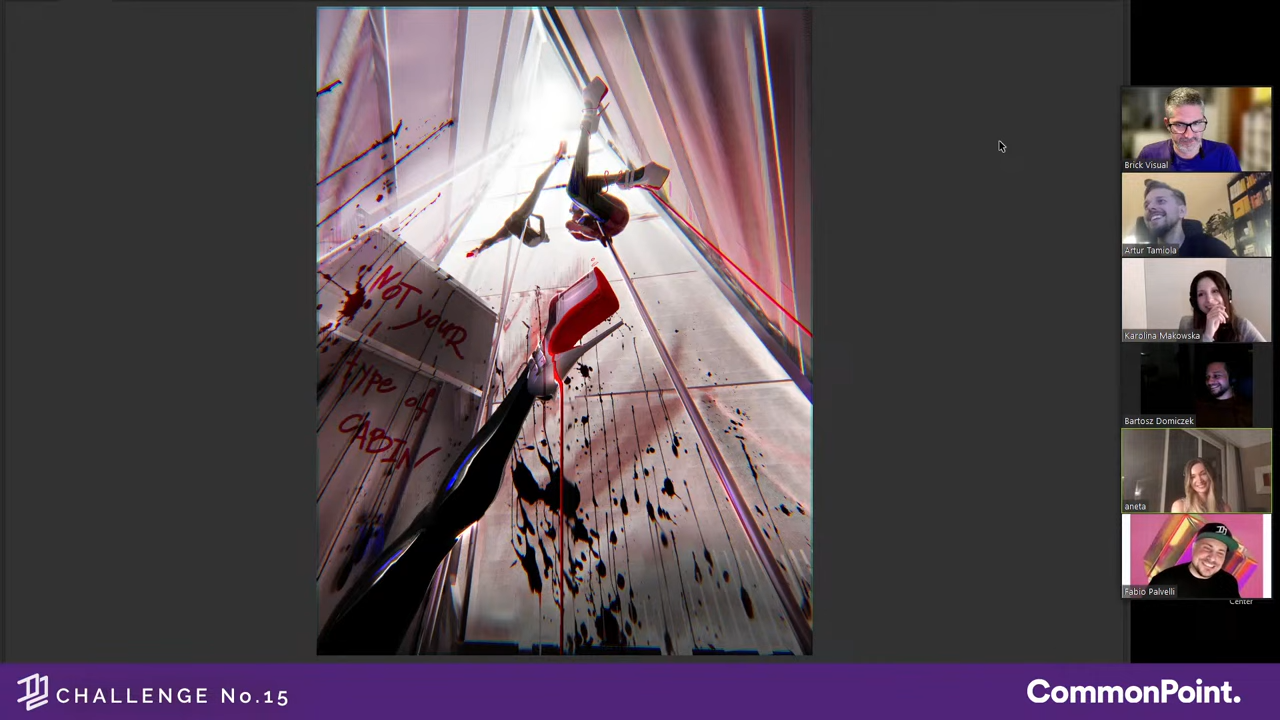 NOT YOUR
type of
CABIN
Brick Visual
Artur Tamiola
Karolina Makowska
Bartosz Domiczek
aneta
Fabio Palvelli
Center
CHALLENGE No.15
CommonPoint.